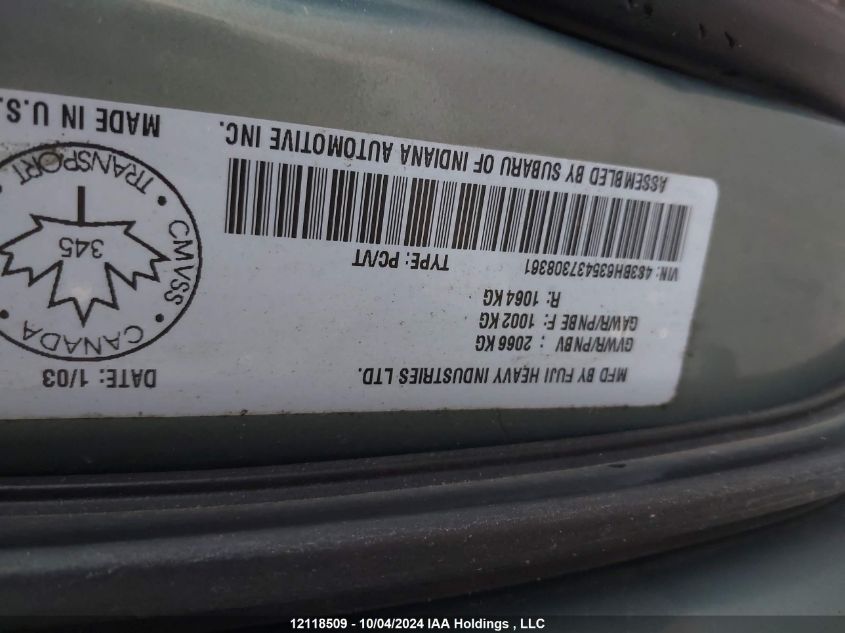 MFD BY FUJI HEAVY INDUSTRIES LTD. DATE: 1/03
GVWR/PNBV : 2066 KG
GAWR/PNBE F: 1002 KG
R: 1064 KG
VIN: 4S3BH635437308361 TYPE: PC/VT
ASSEMBLED BY SUBARU OF INDIANA AUTOMOTIVE INC. MADE IN U.S.
CANADA • CMVSS • TRANSPORT •
345
12118509 - 10/04/2024 IAA Holdings , LLC